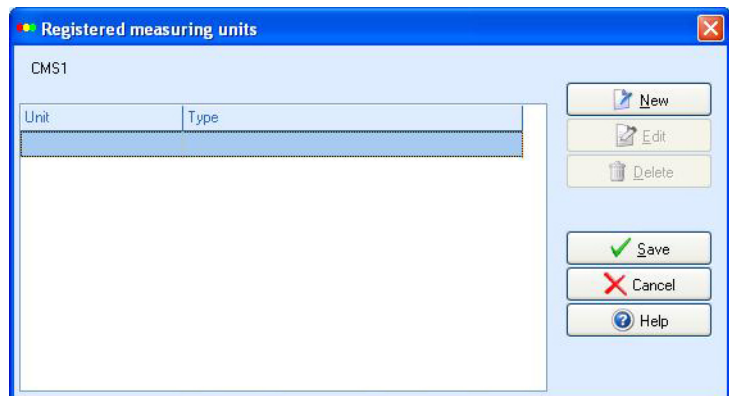 Registered measuring units
CMS1
Unit Type
New
Edit
Delete
Save
Cancel
Help